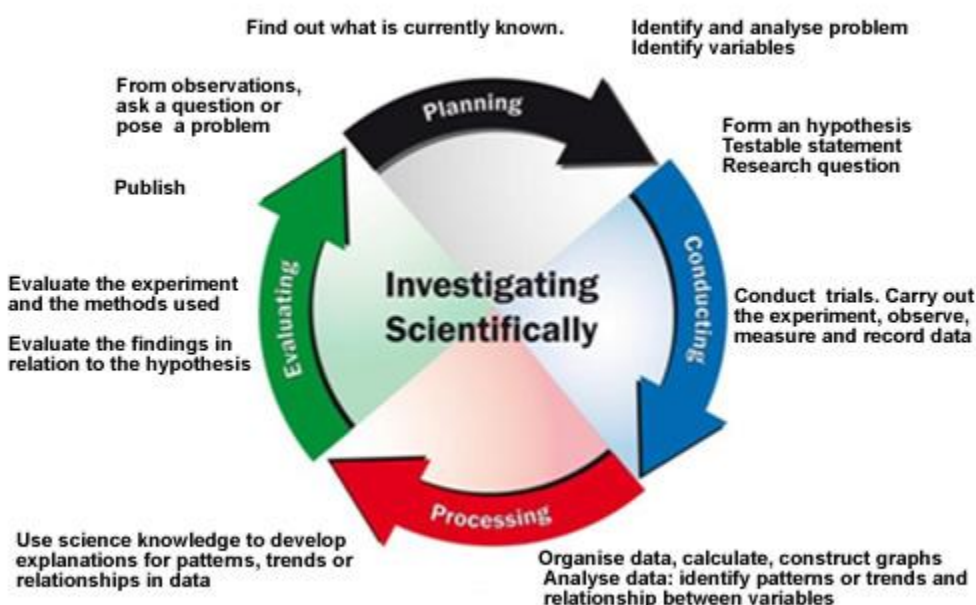 Find out what is currently known.
Identify and analyse problem
Identify variables
From observations,
ask a question or
pose a problem
Planning
Form an hypothesis
Testable statement
Research question
Publish
Conducting
Investigating
Scientifically
Evaluate the experiment
and the methods used
Evaluate the findings in
relation to the hypothesis
Evaluating
Conduct trials. Carry out
the experiment, observe,
measure and record data
Processing
Use science knowledge to develop
explanations for patterns, trends or
relationships in data
Organise data, calculate, construct graphs
Analyse data: identify patterns or trends and
relationship between variables